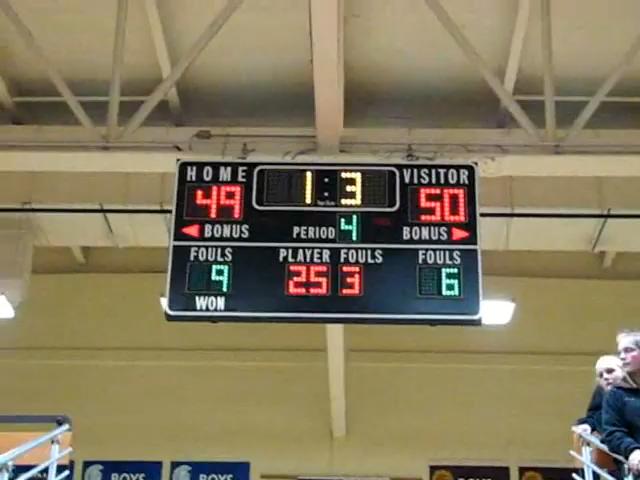 HOME 1:3 VISITOR
49 50
BONUS PERIOD 4 BONUS
FOULS PLAYER FOULS FOULS
9 25 3 6
WON
BOYS BOYS